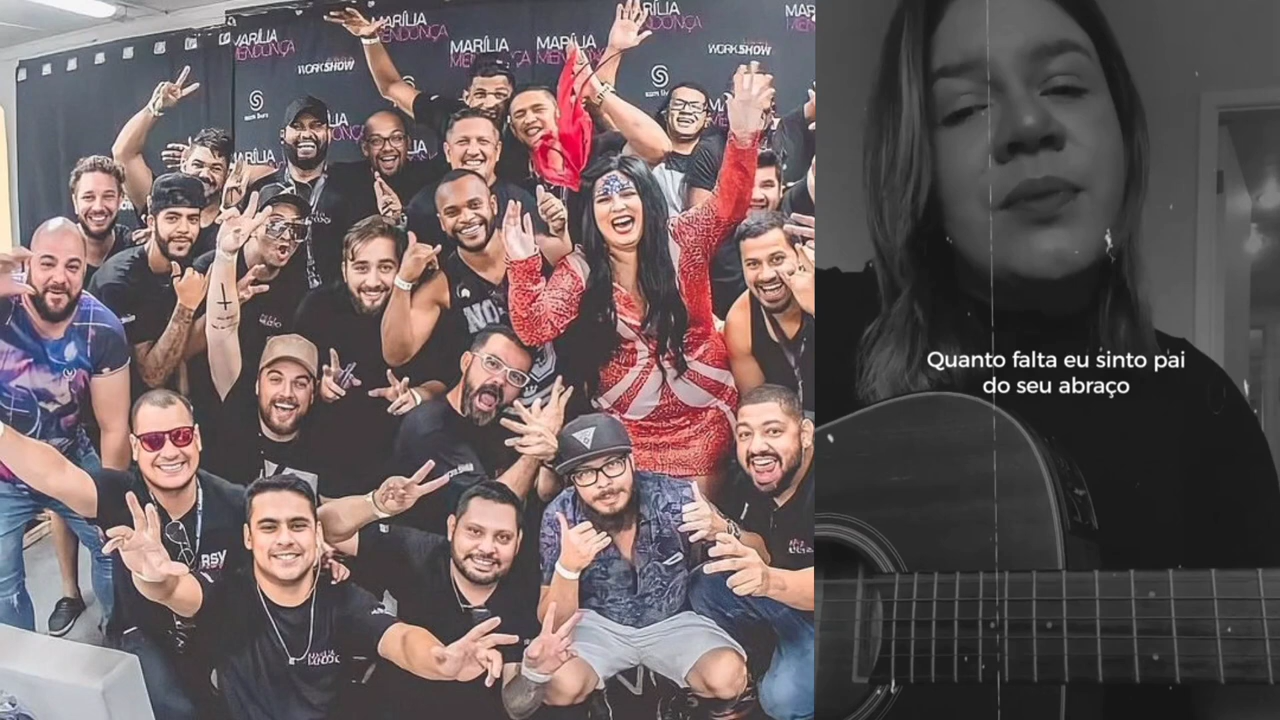 MARÍLIA
MENDONÇA
MARÍLIA
MENDONÇA
MARÍLIA
MENDONÇA
MARÍLIA
MENDONÇA
WORKSHOW
WORKSHOW
MARÍLIA
RSV
Quanto falta eu sinto pai
do seu abraço